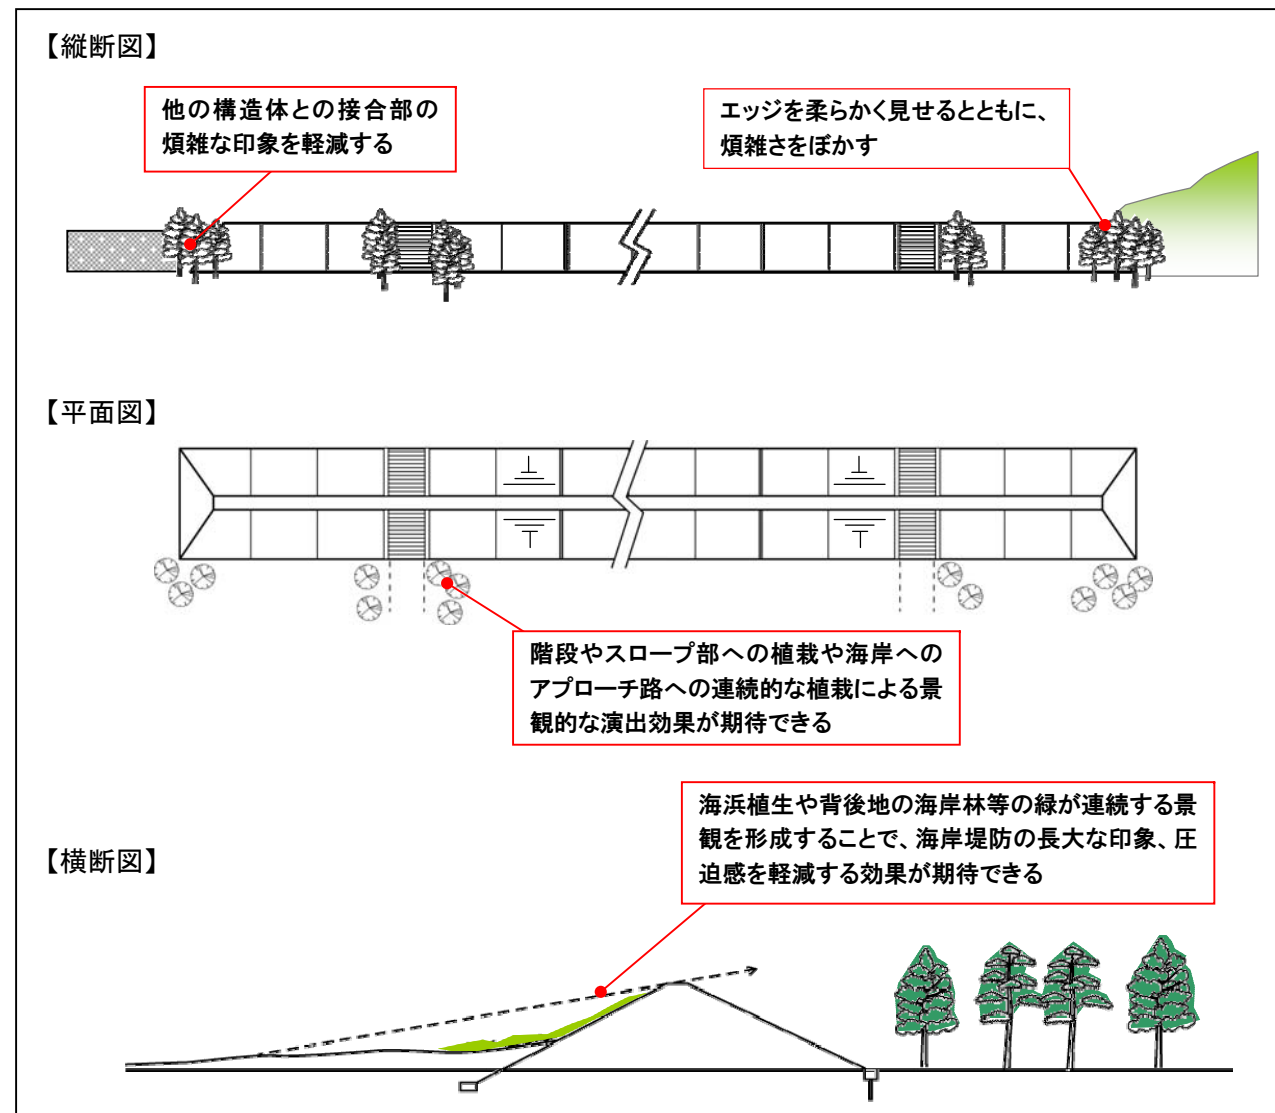 【縦断図】
他の構造体との接合部の
煩雑な印象を軽減する
エッジを柔らかく見せるとともに、
煩雑さをぼかす
【平面図】
階段やスロープ部への植栽や海岸への
アプローチ路への連続的な植栽による景
観的な演出効果が期待できる
海浜植生や背後地の海岸林等の緑が連続する景
観を形成することで、海岸堤防の長大な印象、圧
迫感を軽減する効果が期待できる
【横断図】